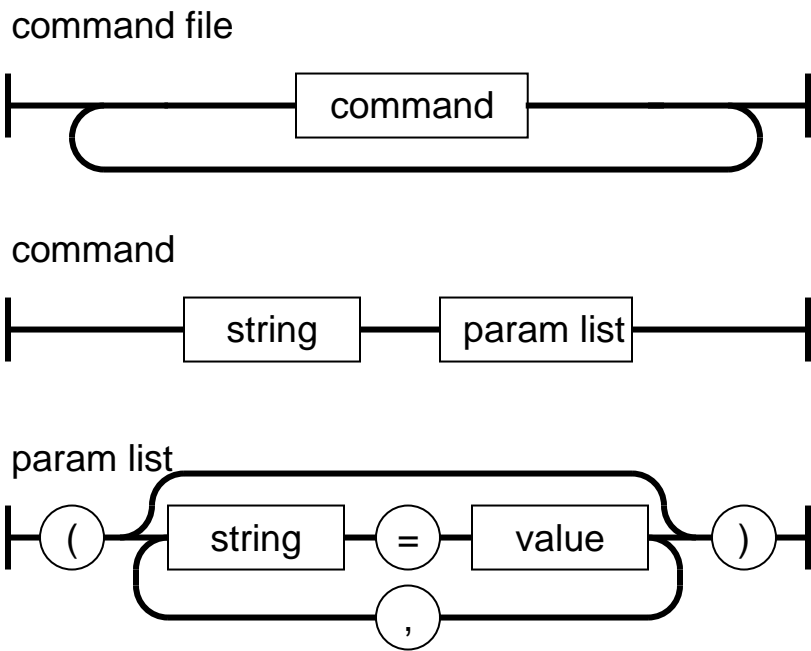 command file
command
command
string param list
param list
( string = value )
,